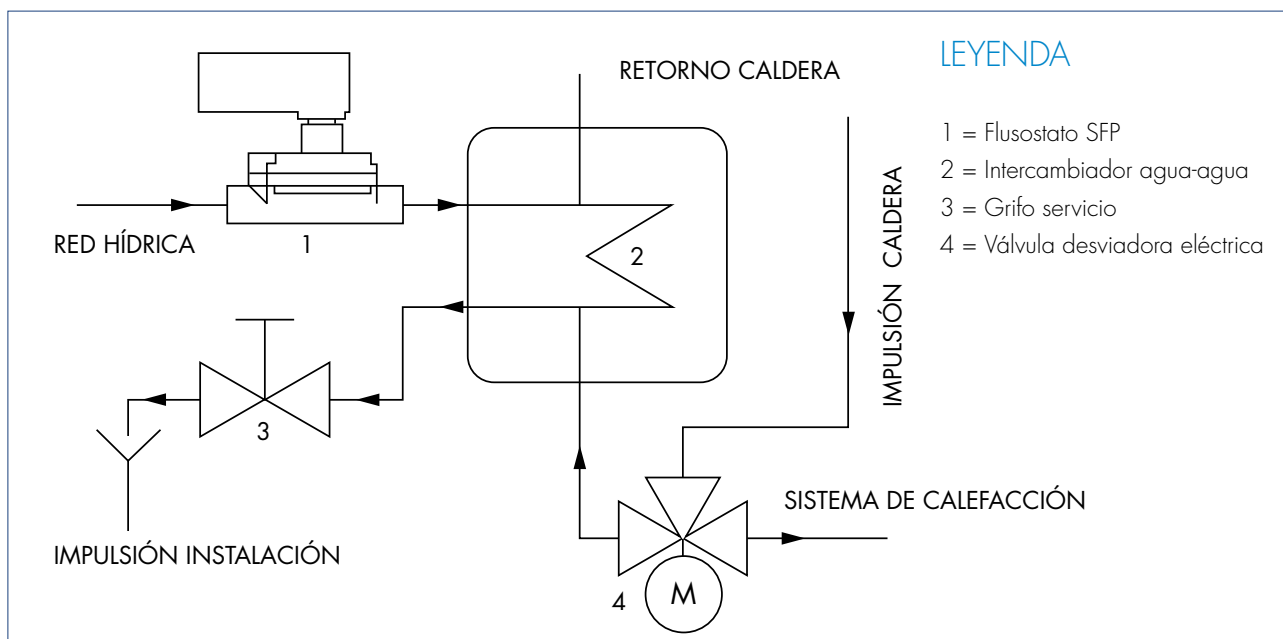 LEYENDA
RETORNO CALDERA
1 = Flusostato SFP
2 = Intercambiador agua-agua
3 = Grifo servicio
4 = Válvula desviadora eléctrica
IMPULSIÓN CALDERA
RED HÍDRICA
1
2
3
SISTEMA DE CALEFACCIÓN
IMPULSIÓN INSTALACIÓN
4
M